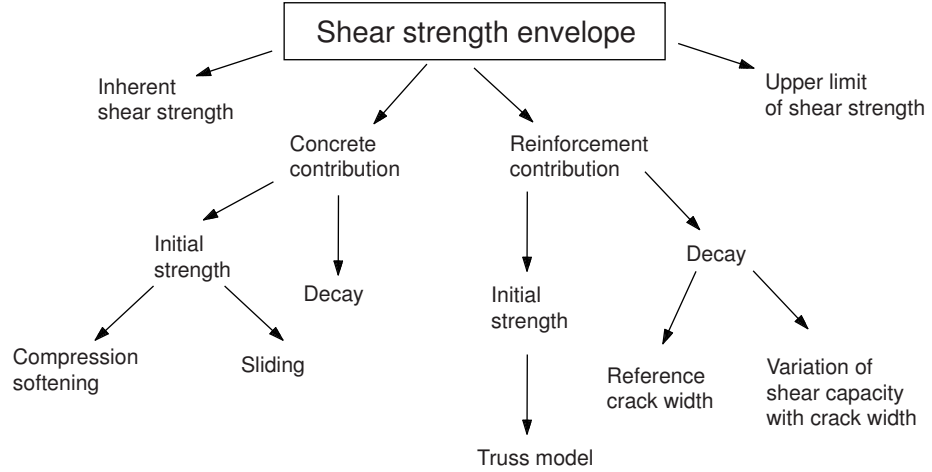 Shear strength envelope
Inherent
shear strength
Upper limit
of shear strength
Concrete
contribution
Reinforcement
contribution
Initial
strength
Decay
Initial
strength
Decay
Compression
softening
Sliding
Reference
crack width
Variation of
shear capacity
with crack width
Truss model